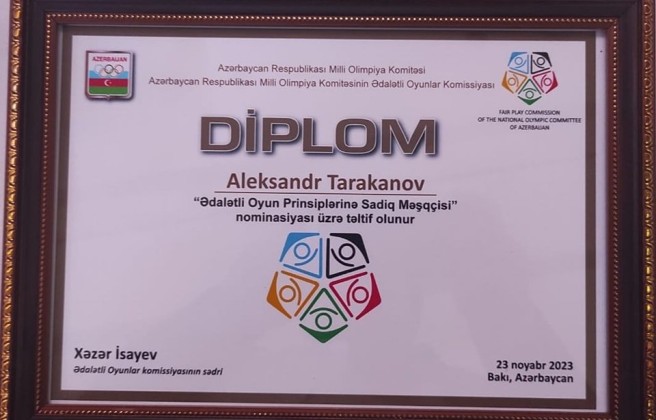 AZERBAIJAN
Azərbaycan Respublikası Milli Olimpiya Komitəsi
Azərbaycan Respublikası Milli Olimpiya Komitəsinin Ədalətli Oyunlar Komissiyası
FAIR PLAY COMMISSION
OF THE NATIONAL OLYMPIC COMMITTEE
OF AZERBAIJAN
DİPLOM
Aleksandr Tarakanov
“Ədalətli Oyun Prinsiplərinə Sadiq Məşqçisi”
nominasiyası üzrə təltif olunur
Xəzər İsayev
Ədalətli Oyunlar komissiyasının sədri
23 noyabr 2023
Bakı, Azərbaycan